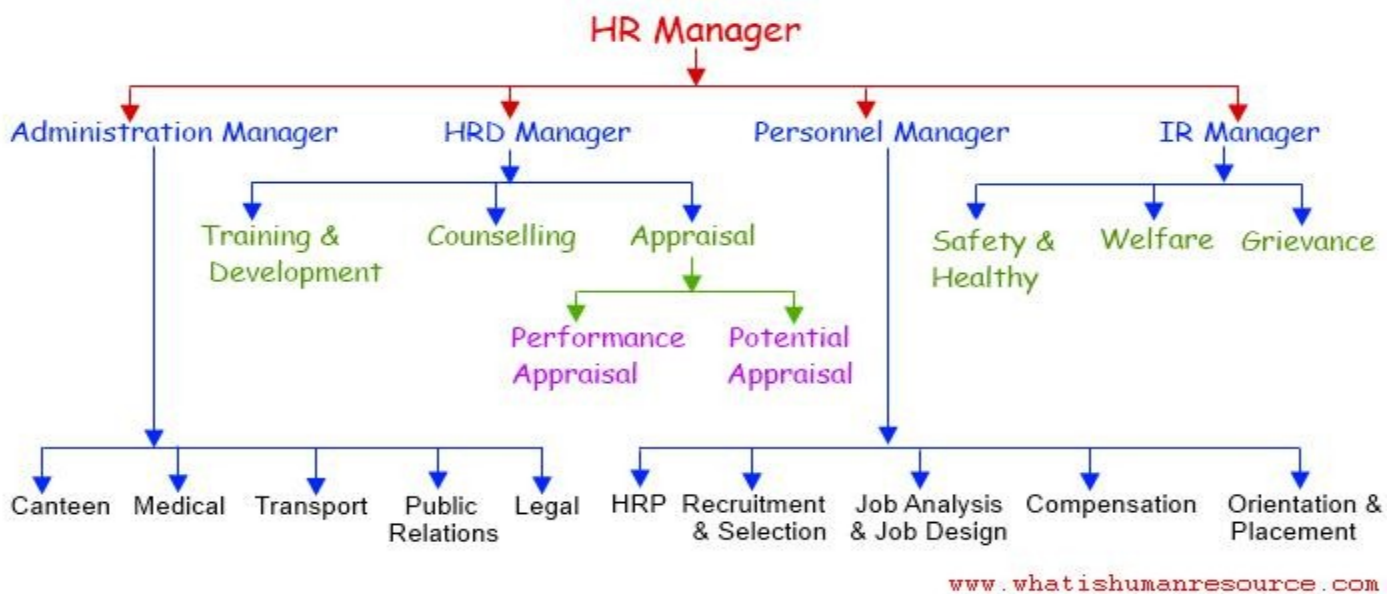 HR Manager
Administration Manager
HRD Manager
Personnel Manager
IR Manager
Training &
Development
Counselling
Appraisal
Safety &
Healthy
Welfare
Grievance
Performance
Appraisal
Potential
Appraisal
Canteen
Medical
Transport
Public
Relations
Legal
HRP
Recruitment
& Selection
Job Analysis
& Job Design
Compensation
Orientation &
Placement
www.whatishumanresource.com